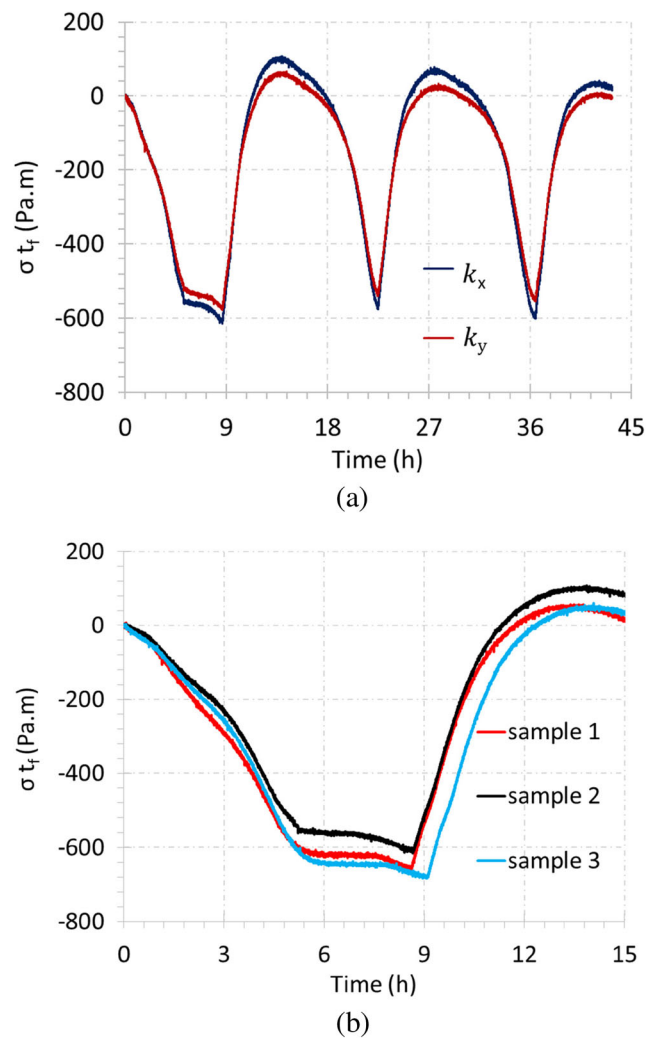 200
0
-200
-400
-600
-800
σ t_f (Pa.m)
k_x
k_y
0 9 18 27 36 45
Time (h)
(a)
200
0
-200
-400
-600
-800
σ t_f (Pa.m)
sample 1
sample 2
sample 3
0 3 6 9 12 15
Time (h)
(b)